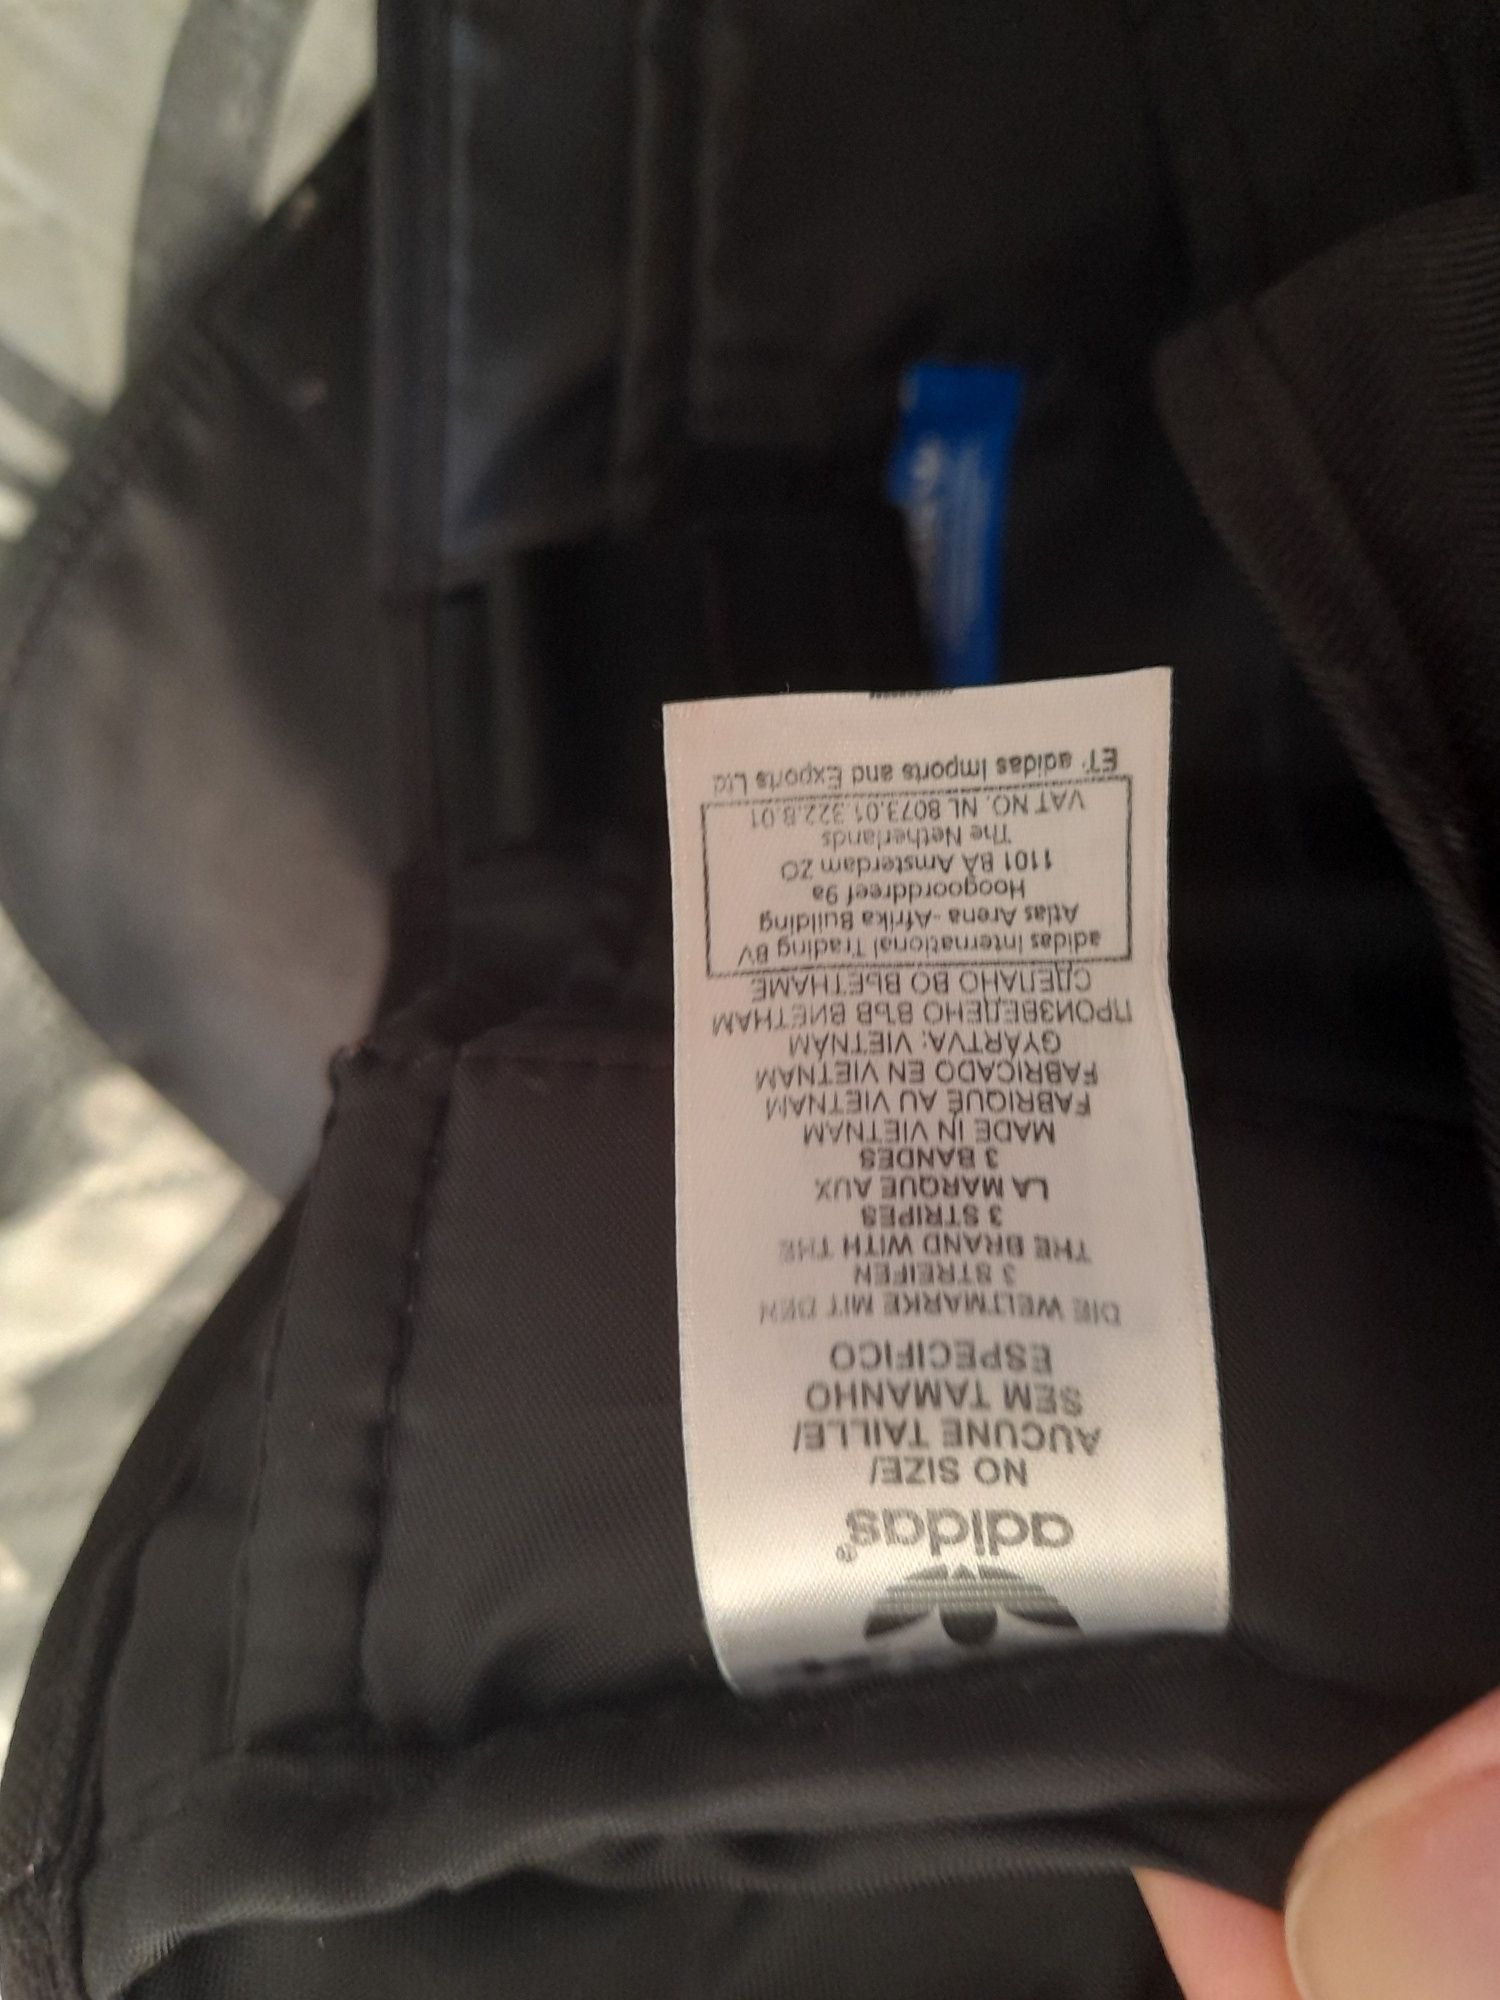 adidas®
NO SIZE/
AUCUNE TAILLE/
SEM TAMANHO
ESPECIFICO
DIE WELTMARKE MIT DEN
3 STREIFEN
THE BRAND WITH THE
3 STRIPES
LA MARQUE AUX
3 BANDES
MADE IN VIETNAM
FABRIQUÉ AU VIETNAM
FABRICADO EN VIETNAM
GYÁRTVA: VIETNÁM
ПРОИЗВЕДЕНО ВЪВ ВИЕТНАМ
СДЕЛАНО ВО ВЬЕТНАМЕ
adidas International Trading BV
Atlas Arena -Afrika Building
Hoogoorddreef 9a
1101 BA Amsterdam ZO
The Netherlands
VAT NO. NL 8073.01.322.B.01
ET adidas Imports and Exports Ltd